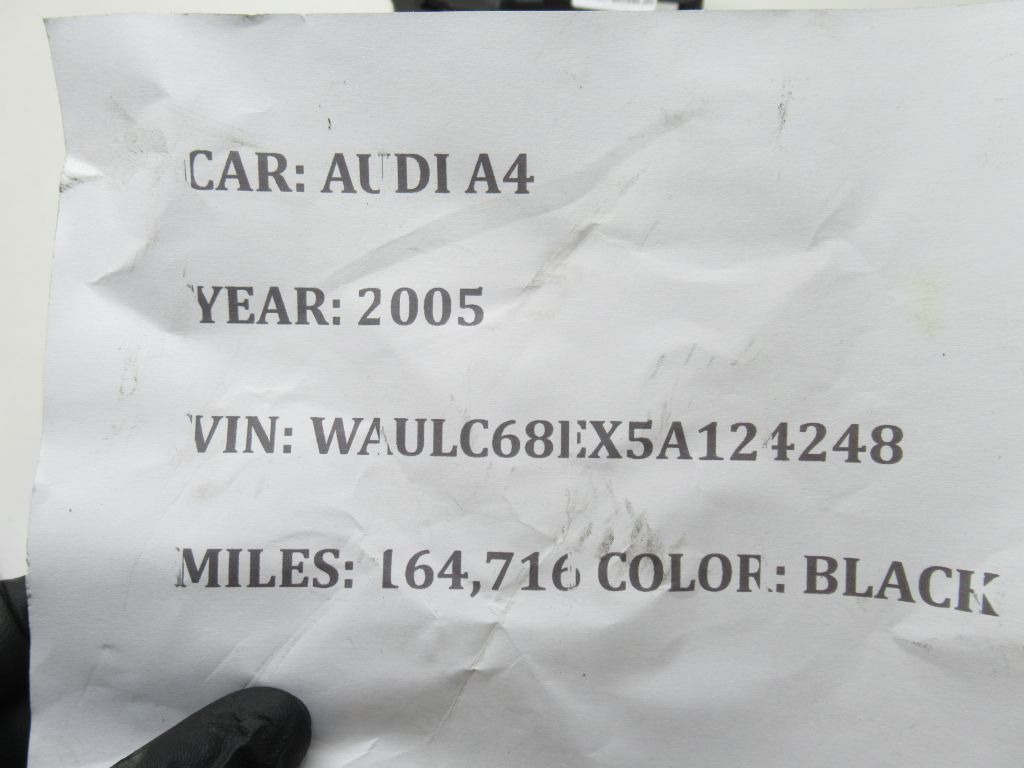 CAR: AUDI A4
YEAR: 2005
VIN: WAULC68EX5A124248
MILES: 164,716 COLOR: BLACK